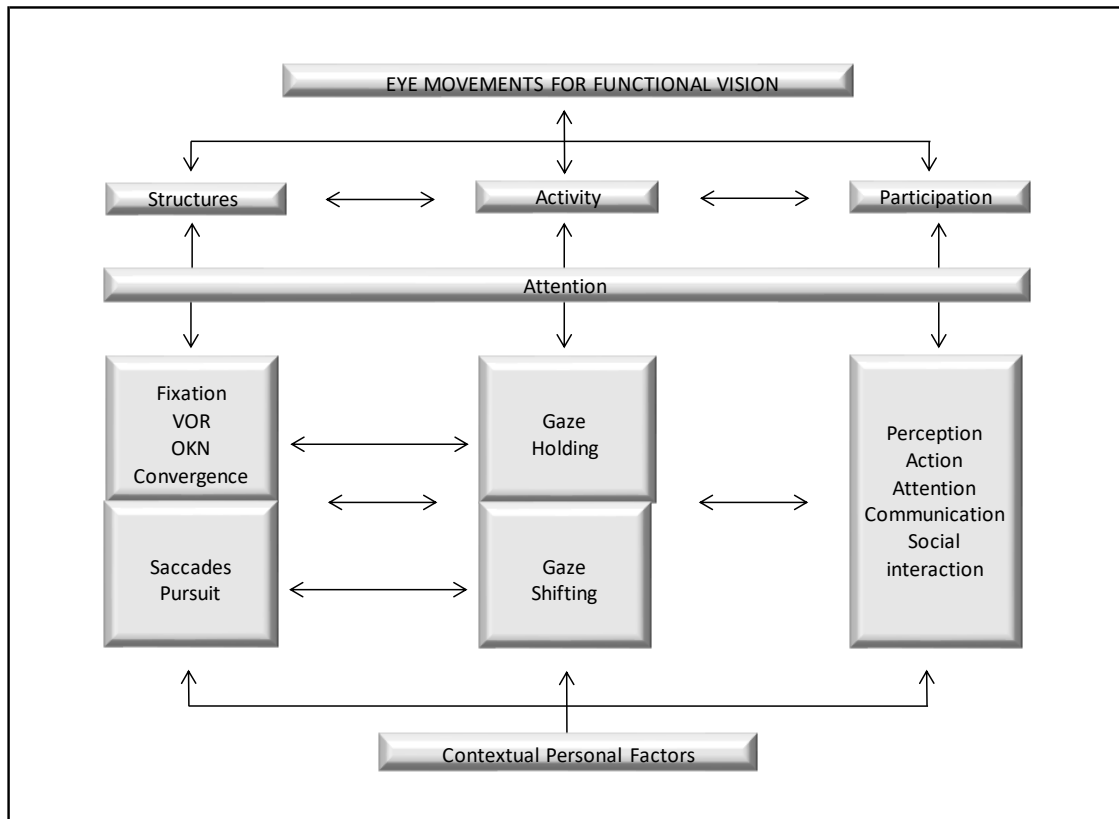 EYE MOVEMENTS FOR FUNCTIONAL VISION
Structures
Activity
Participation
Attention
Fixation
VOR
OKN
Convergence
Saccades
Pursuit
Gaze
Holding
Gaze
Shifting
Perception
Action
Attention
Communication
Social
interaction
Contextual Personal Factors